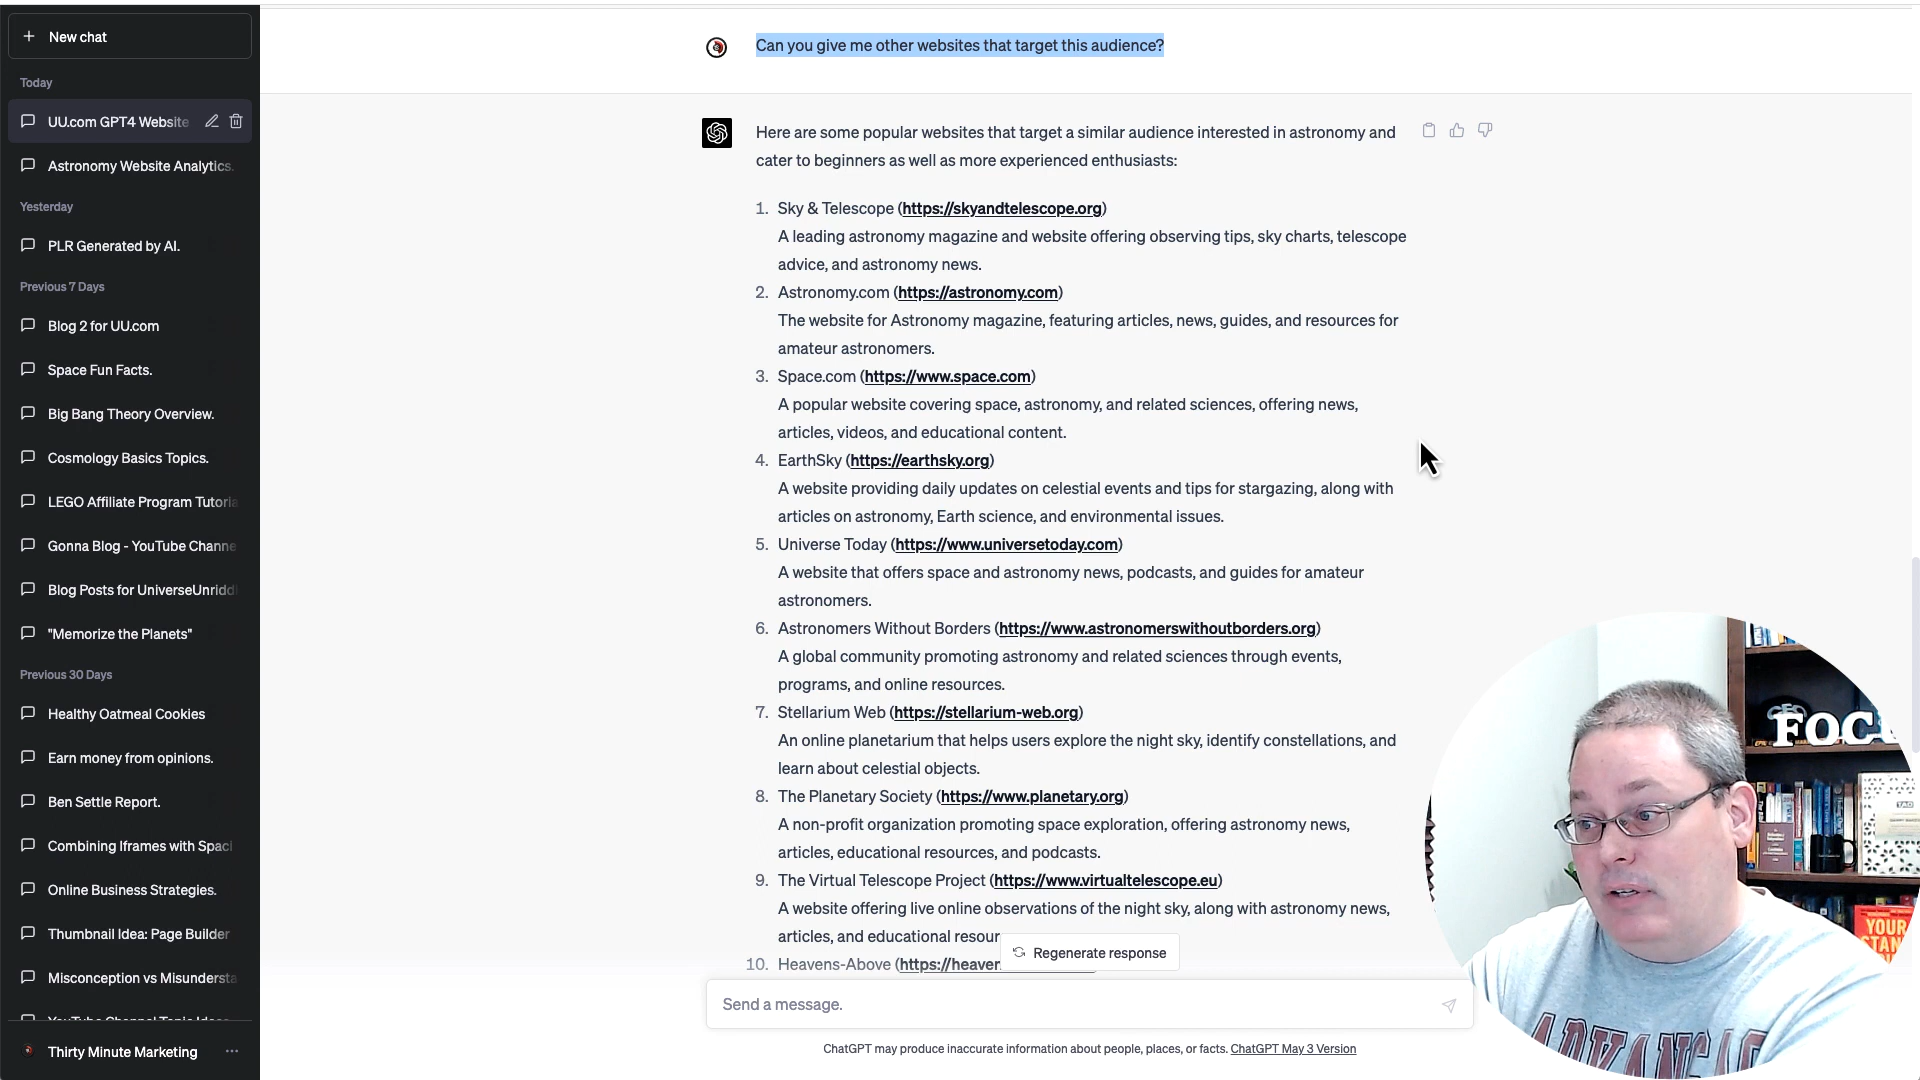 New chat
Today
UU.com GPT4 Website
Astronomy Website Analytics.
Yesterday
PLR Generated by AI.
Previous 7 Days
Blog 2 for UU.com
Space Fun Facts.
Big Bang Theory Overview.
Cosmology Basics Topics.
LEGO Affiliate Program Tutoria
Gonna Blog - YouTube Channe
Blog Posts for UniverseUnriddl
"Memorize the Planets"
Previous 30 Days
Healthy Oatmeal Cookies
Earn money from opinions.
Ben Settle Report.
Combining Iframes with Spaci
Online Business Strategies.
Thumbnail Idea: Page Builder
Misconception vs Misundersta
YouTube Channel Topic Ideas
Thirty Minute Marketing
Can you give me other websites that target this audience?
Here are some popular websites that target a similar audience interested in astronomy and
cater to beginners as well as more experienced enthusiasts:
1. Sky & Telescope (https://skyandtelescope.org)
A leading astronomy magazine and website offering observing tips, sky charts, telescope
advice, and astronomy news.
2. Astronomy.com (https://astronomy.com)
The website for Astronomy magazine, featuring articles, news, guides, and resources for
amateur astronomers.
3. Space.com (https://www.space.com)
A popular website covering space, astronomy, and related sciences, offering news,
articles, videos, and educational content.
4. EarthSky (https://earthsky.org)
A website providing daily updates on celestial events and tips for stargazing, along with
articles on astronomy, Earth science, and environmental issues.
5. Universe Today (https://www.universetoday.com)
A website that offers space and astronomy news, podcasts, and guides for amateur
astronomers.
6. Astronomers Without Borders (https://www.astronomerswithoutborders.org)
A global community promoting astronomy and related sciences through events,
programs, and online resources.
7. Stellarium Web (https://stellarium-web.org)
An online planetarium that helps users explore the night sky, identify constellations, and
learn about celestial objects.
8. The Planetary Society (https://www.planetary.org)
A non-profit organization promoting space exploration, offering astronomy news,
articles, educational resources, and podcasts.
9. The Virtual Telescope Project (https://www.virtualtelescope.eu)
A website offering live online observations of the night sky, along with astronomy news,
articles, and educational resour
10. Heavens-Above (https://heaven
Regenerate response
Send a message.
ChatGPT may produce inaccurate information about people, places, or facts. ChatGPT May 3 Version
FOC
YOUR
STAN
ARKANSAS